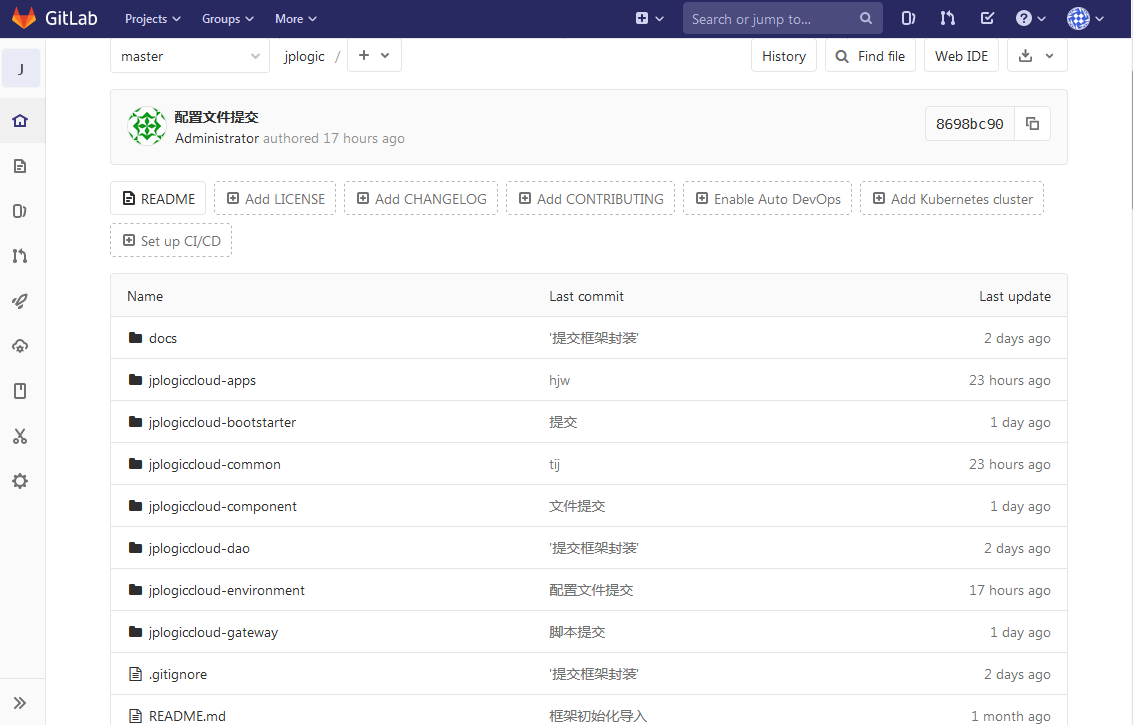 GitLab Projects Groups More Search or jump to...
J
master jplogic / + History Find file Web IDE
配置文件提交
Administrator authored 17 hours ago
8698bc90
README Add LICENSE Add CHANGELOG Add CONTRIBUTING Enable Auto DevOps Add Kubernetes cluster
Set up CI/CD
Name Last commit Last update
docs '提交框架封装' 2 days ago
jplogiccloud-apps hjw 23 hours ago
jplogiccloud-bootstarter 提交 1 day ago
jplogiccloud-common tij 23 hours ago
jplogiccloud-component 文件提交 1 day ago
jplogiccloud-dao '提交框架封装' 2 days ago
jplogiccloud-environment 配置文件提交 17 hours ago
jplogiccloud-gateway 脚本提交 1 day ago
.gitignore '提交框架封装' 2 days ago
README.md 框架初始化导入 1 month ago